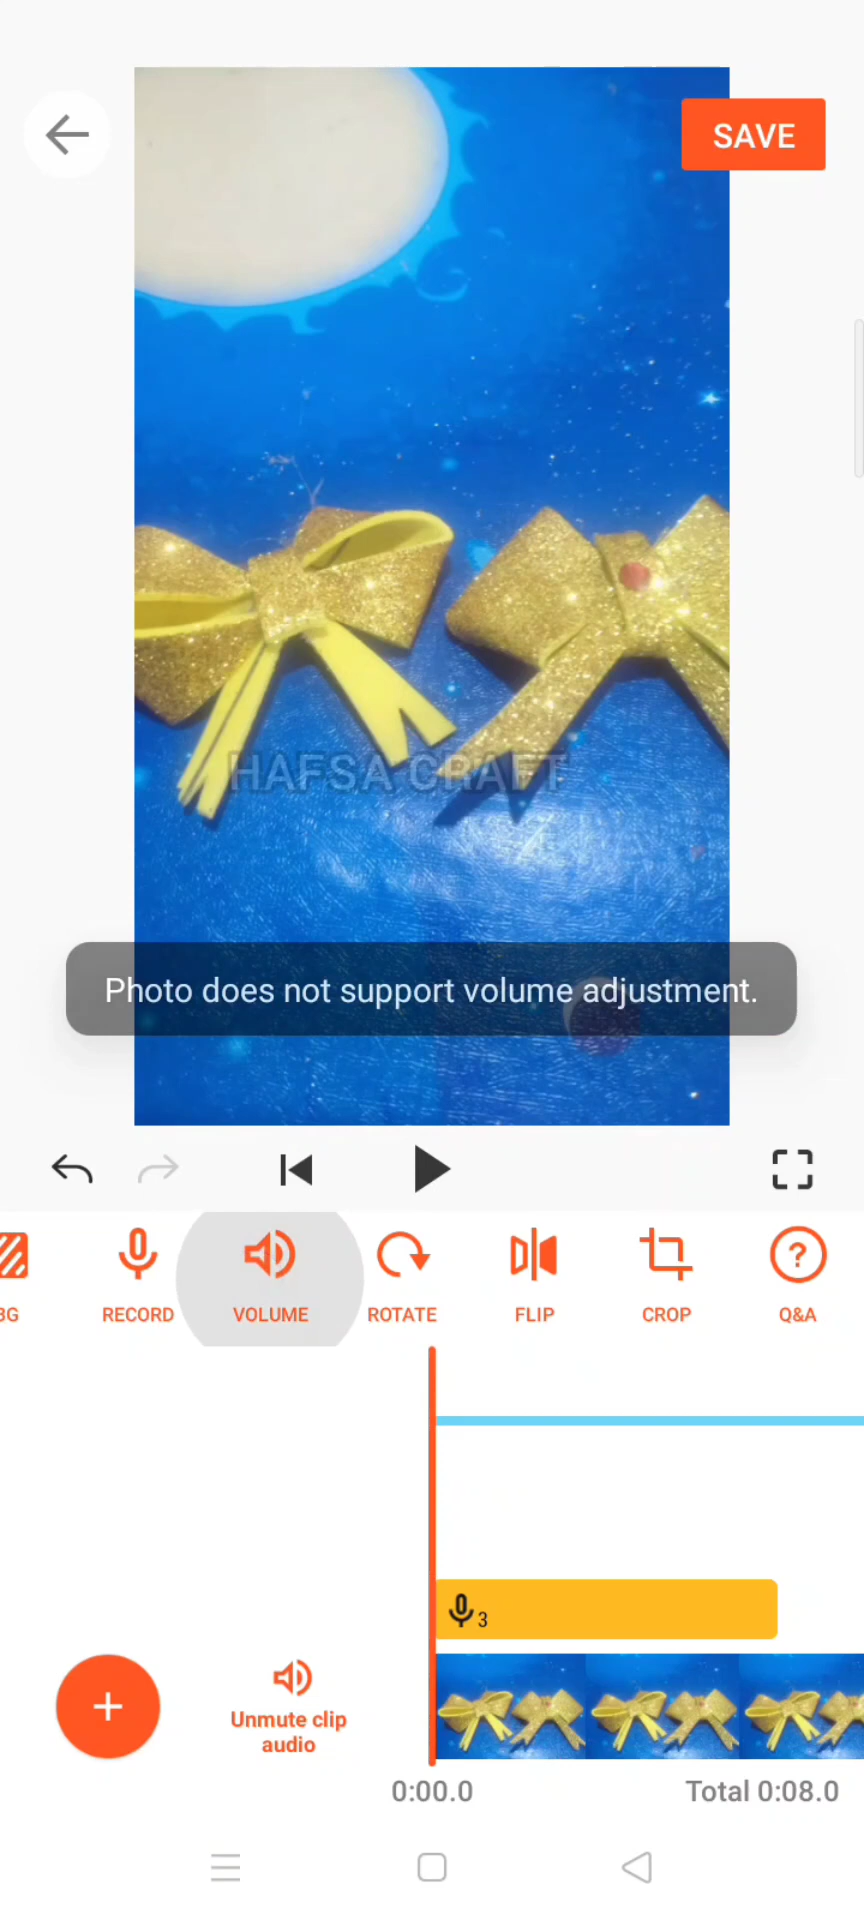 SAVE
HAFSA CRAFT
Photo does not support volume adjustment.
BG
RECORD
VOLUME
ROTATE
FLIP
CROP
Q&A
3
Unmute clip
audio
0:00.0
Total 0:08.0